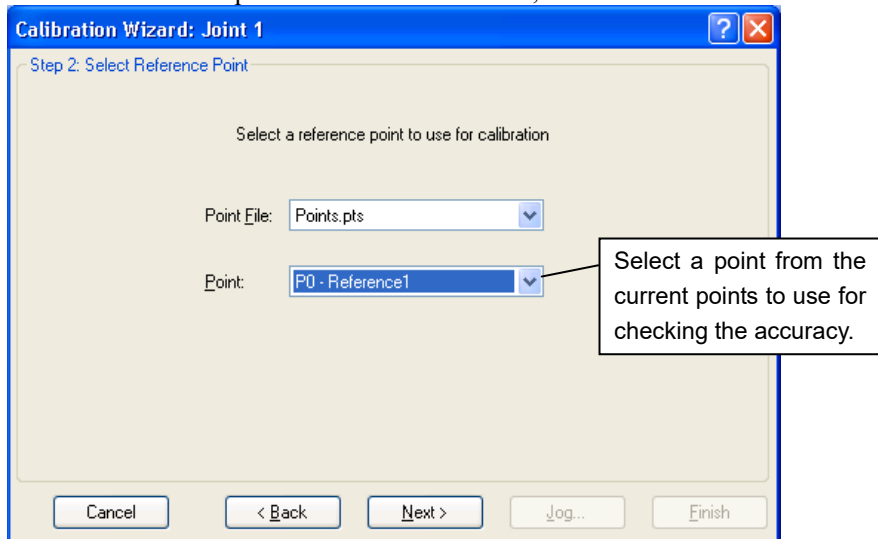 Calibration Wizard: Joint 1
Step 2: Select Reference Point
Select a reference point to use for calibration
Point File: Points.pts
Point: P0 - Reference1
Select a point from the
current points to use for
checking the accuracy.
Cancel < Back Next > Jog... Finish